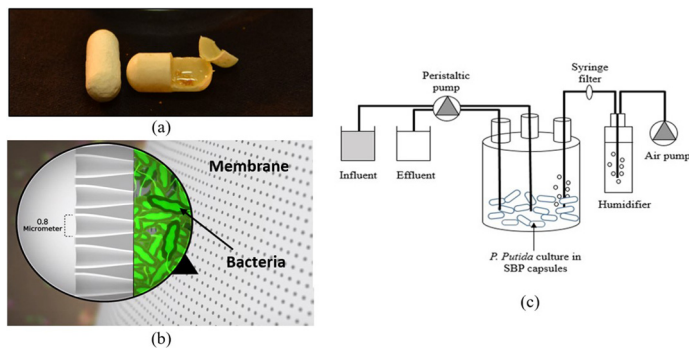 (a)
Membrane
0.8
Micrometer
Bacteria
(b)
Peristaltic
pump
Syringe
filter
Influent
Effluent
Humidifier
Air pump
P. Putida culture in
SBP capsules
(c)